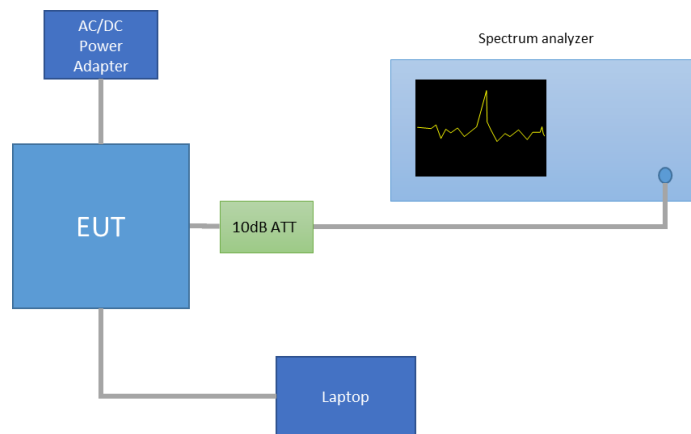 AC/DC
Power
Adapter
Spectrum analyzer
EUT
10dB ATT
Laptop